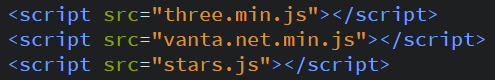 <script src="three.min.js"></script>
<script src="vanta.net.min.js"></script>
<script src="stars.js"></script>